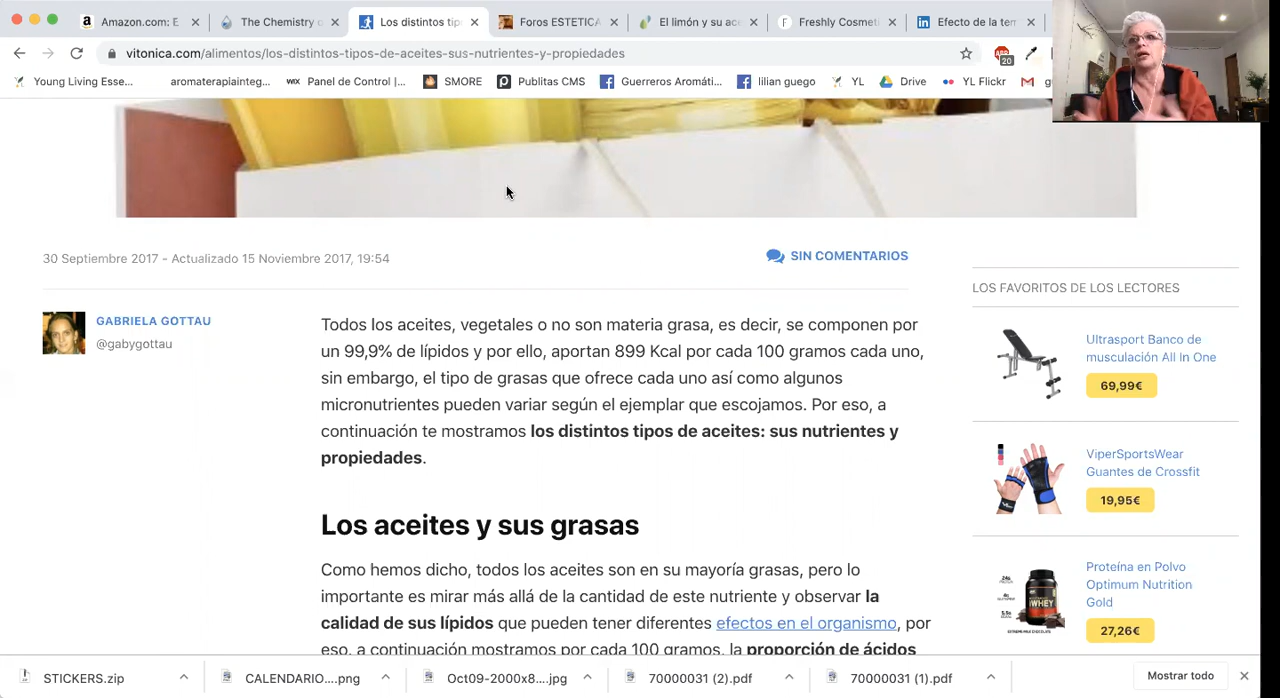 Amazon.com: E
The Chemistry o
Los distintos tip
Foros ESTETICA
El limón y su ac
Freshly Cosmeti
Efecto de la tem
vitonica.com/alimentos/los-distintos-tipos-de-aceites-sus-nutrientes-y-propiedades
20
Young Living Esse...
aromaterapiainteg...
WIX Panel de Control |...
SMORE
Publitas CMS
Guerreros Aromáti...
lilian guego
YL
Drive
YL Flickr
30 Septiembre 2017 - Actualizado 15 Noviembre 2017, 19:54
SIN COMENTARIOS
GABRIELA GOTTAU
@gabygottau
Todos los aceites, vegetales o no son materia grasa, es decir, se componen por
un 99,9% de lípidos y por ello, aportan 899 Kcal por cada 100 gramos cada uno,
sin embargo, el tipo de grasas que ofrece cada uno así como algunos
micronutrientes pueden variar según el ejemplar que escojamos. Por eso, a
continuación te mostramos los distintos tipos de aceites: sus nutrientes y
propiedades.
Los aceites y sus grasas
Como hemos dicho, todos los aceites son en su mayoría grasas, pero lo
importante es mirar más allá de la cantidad de este nutriente y observar la
calidad de sus lípidos que pueden tener diferentes efectos en el organismo, por
eso, a continuación mostramos por cada 100 gramos, la proporción de ácidos
LOS FAVORITOS DE LOS LECTORES
Ultrasport Banco de
musculación All In One
69,99€
ViperSportsWear
Guantes de Crossfit
19,95€
Proteína en Polvo
Optimum Nutrition
Gold
27,26€
WHEY
STICKERS.zip
CALENDARIO....png
Oct09-2000x8....jpg
70000031 (2).pdf
70000031 (1).pdf
Mostrar todo